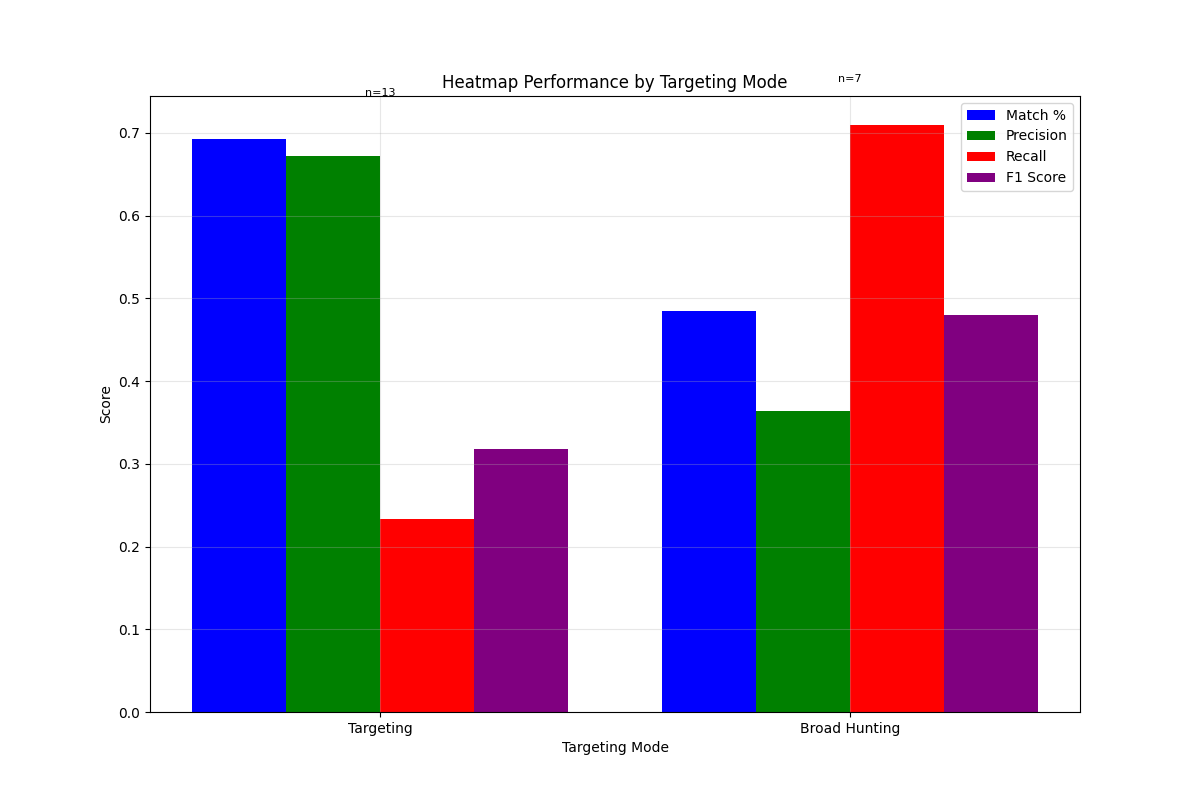 Heatmap Performance by Targeting Mode
n=7
n=13
Match %
Precision
Recall
F1 Score
0.7
0.6
0.5
0.4
0.3
0.2
0.1
0.0
Score
Targeting
Broad Hunting
Targeting Mode